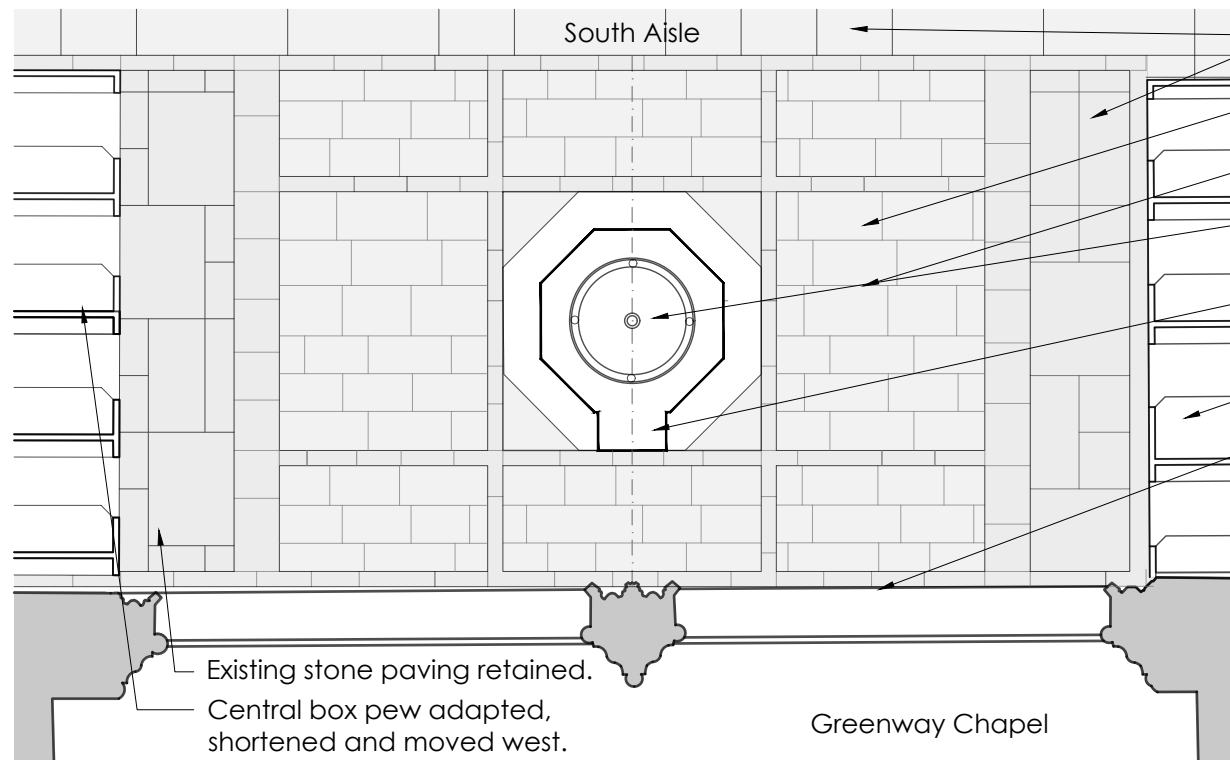 South Aisle
Existing stone paving retained.
Central box pew adapted,
shortened and moved west.
Greenway Chapel